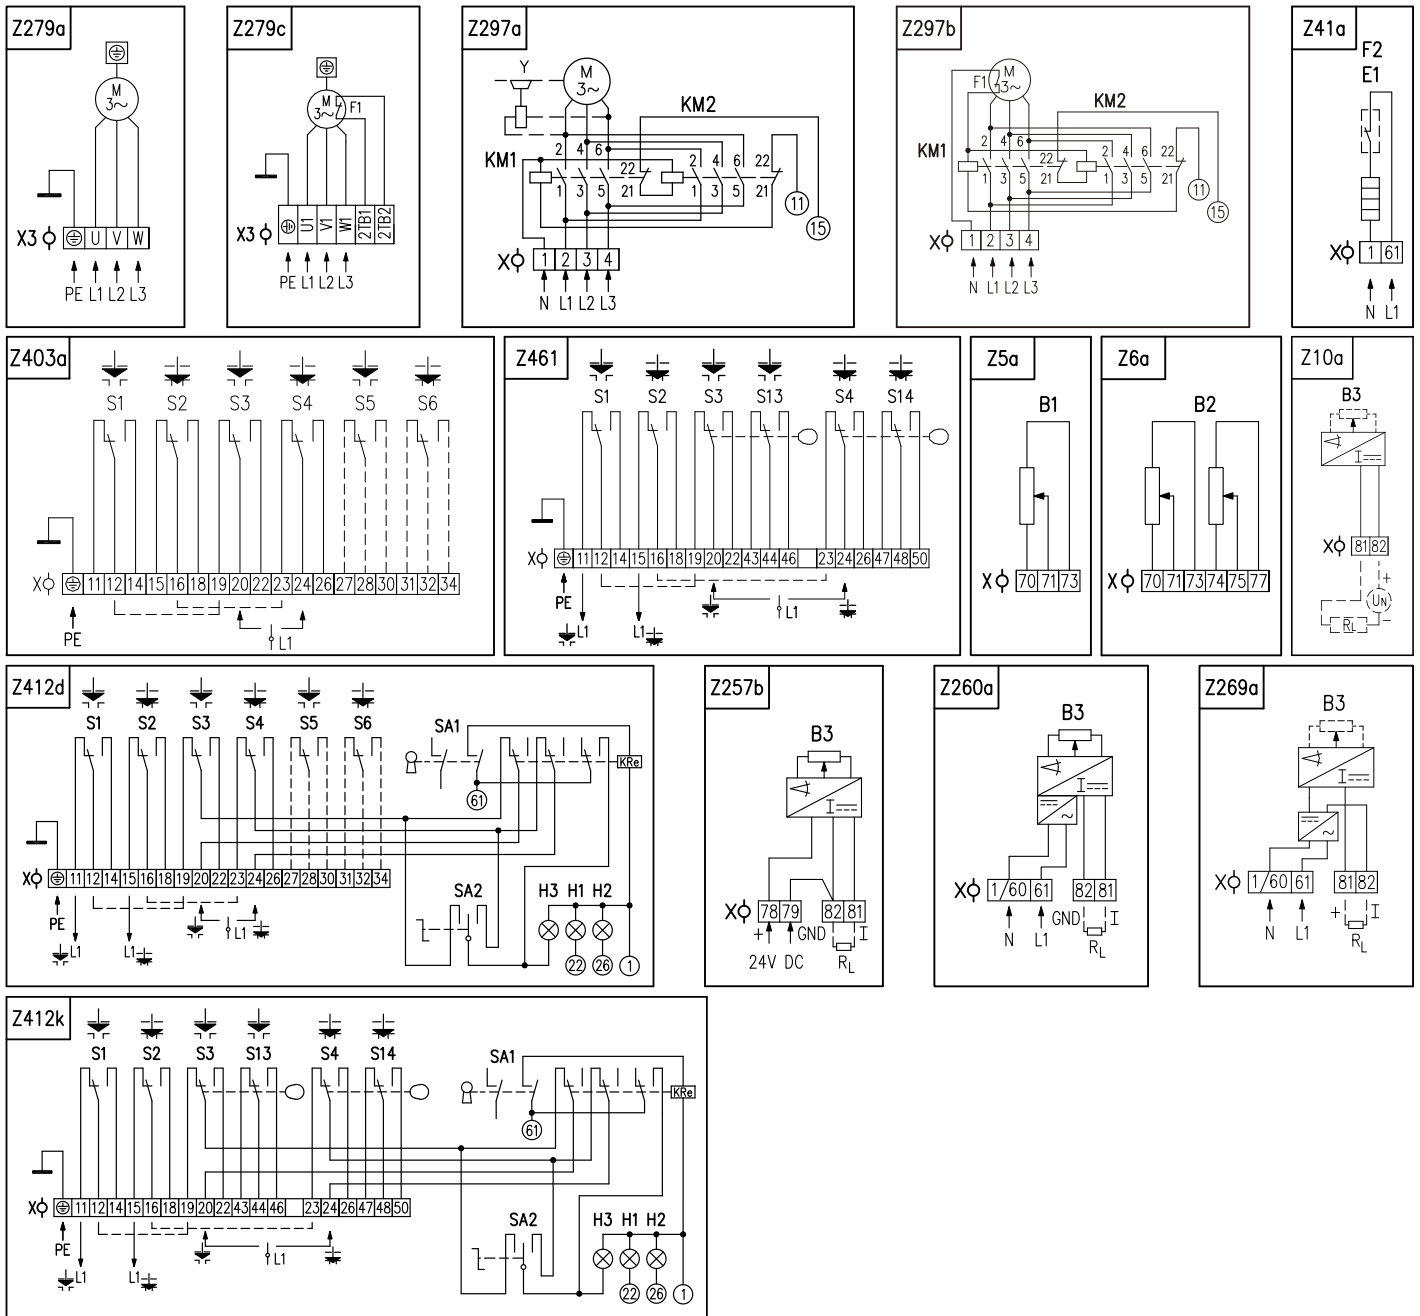 Z279a
M
3~
X3 U V W
PE L1 L2 L3
Z279c
M
3~
F1
X3 U1 V1 W1 2TB1 2TB2
PE L1 L2 L3
Z297a
Y
M
3~
KM2
2 4 6 22 2 4 6 22
KM1
1 3 5 21 1 3 5 21
11
15
X 1 2 3 4
N L1 L2 L3
Z297b
M
F1 3~
KM2
2 4 6 22 2 4 6 22
KM1
1 3 5 21 1 3 5 21
11
15
X 1 2 3 4
N L1 L2 L3
Z41a
F2
E1
X 1 61
N L1
Z403a
S1 S2 S3 S4 S5 S6
X 11 12 14 15 16 18 19 20 22 23 24 26 27 28 30 31 32 34
PE
L1
Z461
S1 S2 S3 S13 S4 S14
X 11 12 14 15 16 18 19 20 22 43 44 46 23 24 26 47 48 50
PE
L1 L1 L1
Z5a
B1
X 70 71 73
Z6a
B2
X 70 71 73 74 75 77
Z10a
B3
I
X 81 82
+
UN
RL −
Z412d
S1 S2 S3 S4 S5 S6
SA1
KRe
61
X 11 12 14 15 16 18 19 20 22 23 24 26 27 28 30 31 32 34
PE
L1 L1 L1
SA2 H3 H1 H2
22 26 1
Z257b
B3
I
X 78 79 82 81
+ GND I
24V DC RL
Z260a
B3
I
~
X 1/60 61 82 81
N L1 GND I
RL
Z269a
B3
I
~
X 1/60 61 81 82
N L1 + I
RL
Z412k
S1 S2 S3 S13 S4 S14
SA1
KRe
61
X 11 12 14 15 16 18 19 20 22 43 44 46 23 24 26 47 48 50
PE
L1 L1 L1
SA2 H3 H1 H2
22 26 1